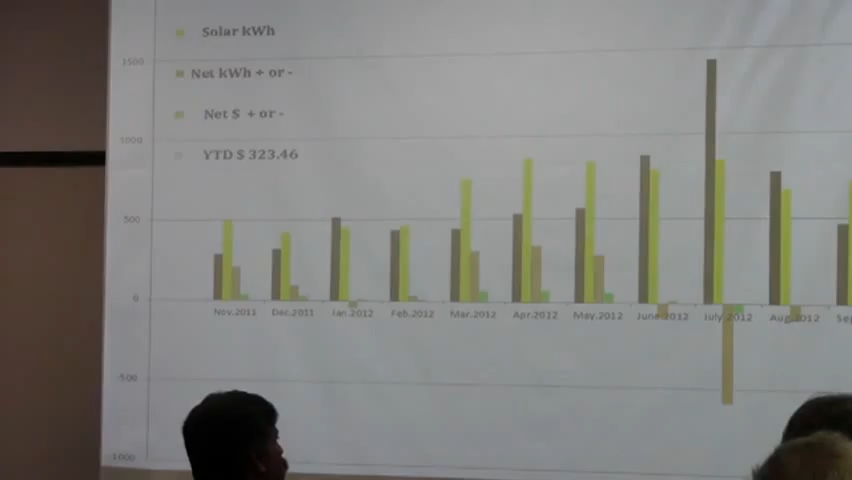 Solar kWh
1500
Net kWh + or -
Net $ + or -
1000
YTD $ 323.46
500
0
Nov.2011 Dec.2011 Jan.2012 Feb.2012 Mar.2012 Apr.2012 May.2012 June 2012 July 2012 Aug.2012 Sep
-500
1000